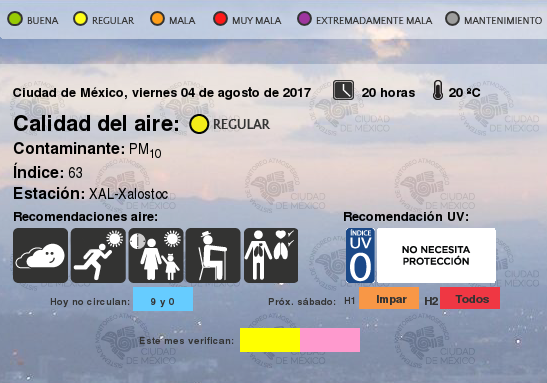 BUENA REGULAR MALA MUY MALA EXTREMADAMENTE MALA MANTENIMIENTO
Ciudad de México, viernes 04 de agosto de 2017 20 horas 20 ºC
Calidad del aire: REGULAR
Contaminante: PM10
Índice: 63
Estación: XAL-Xalostoc
Recomendaciones aire: Recomendación UV:
ÍNDICE
UV
0
NO NECESITA
PROTECCIÓN
Hoy no circulan: 9 y 0 Próx. sábado: H1 Impar H2 Todos
Este mes verifican:
CIUDAD
DE MÉXICO